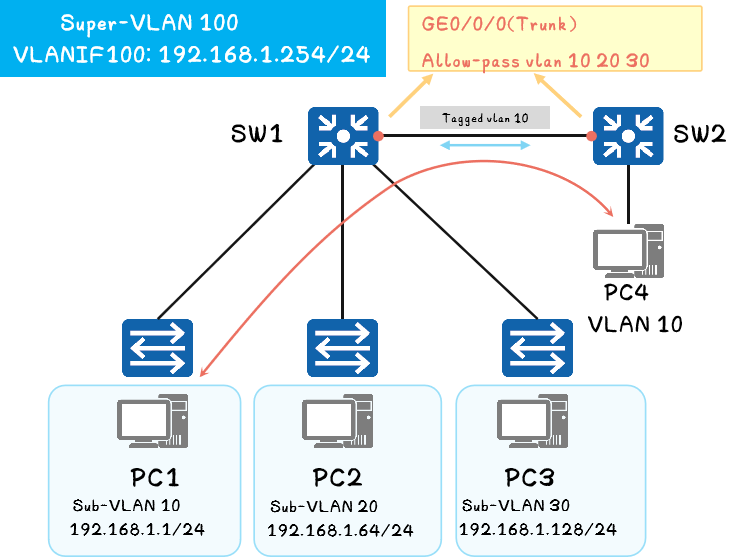 Super-VLAN 100
VLANIF100: 192.168.1.254/24
GE0/0/0(Trunk)
Allow-pass vlan 10 20 30
Tagged vlan 10
SW1
SW2
PC4
VLAN 10
PC1
Sub-VLAN 10
192.168.1.1/24
PC2
Sub-VLAN 20
192.168.1.64/24
PC3
Sub-VLAN 30
192.168.1.128/24